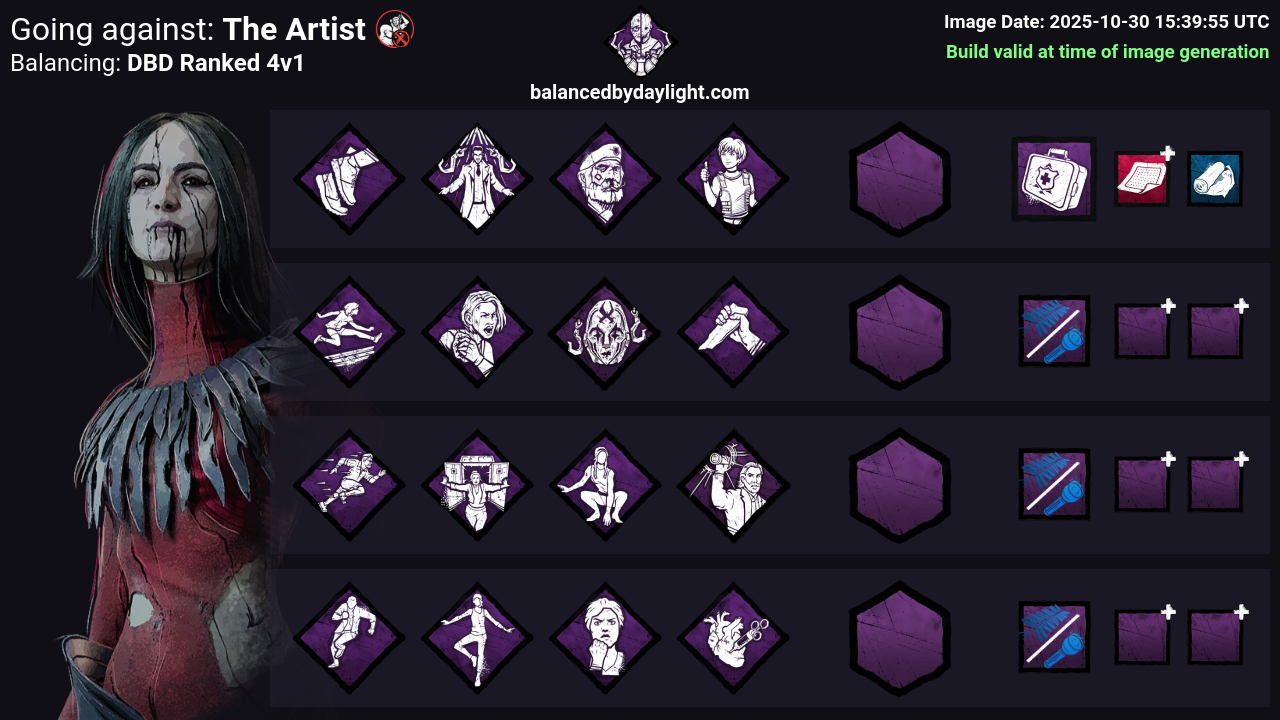 Going against: The Artist
Balancing: DBD Ranked 4v1
balancedbydaylight.com
Image Date: 2025-10-30 15:39:55 UTC
Build valid at time of image generation